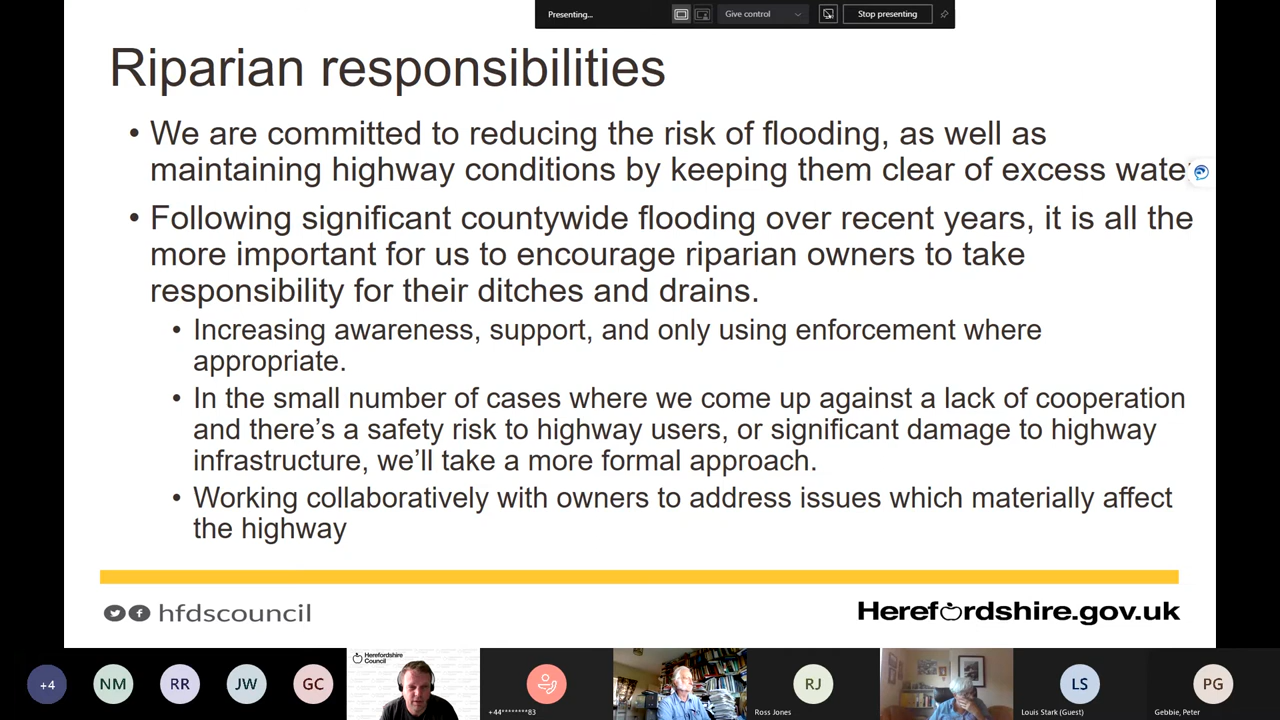 Presenting...
Give control
Stop presenting
Riparian responsibilities
• We are committed to reducing the risk of flooding, as well as
maintaining highway conditions by keeping them clear of excess wate
• Following significant countywide flooding over recent years, it is all the
more important for us to encourage riparian owners to take
responsibility for their ditches and drains.
• Increasing awareness, support, and only using enforcement where
appropriate.
• In the small number of cases where we come up against a lack of cooperation
and there's a safety risk to highway users, or significant damage to highway
infrastructure, we'll take a more formal approach.
• Working collaboratively with owners to address issues which materially affect
the highway
hfdscouncil
Herefordshire.gov.uk
Herefordshire
Council
+4
NM
RR
JW
GC
+44********83
RJ
Ross Jones
LS
Louis Stark (Guest)
PG
Gebbie, Peter